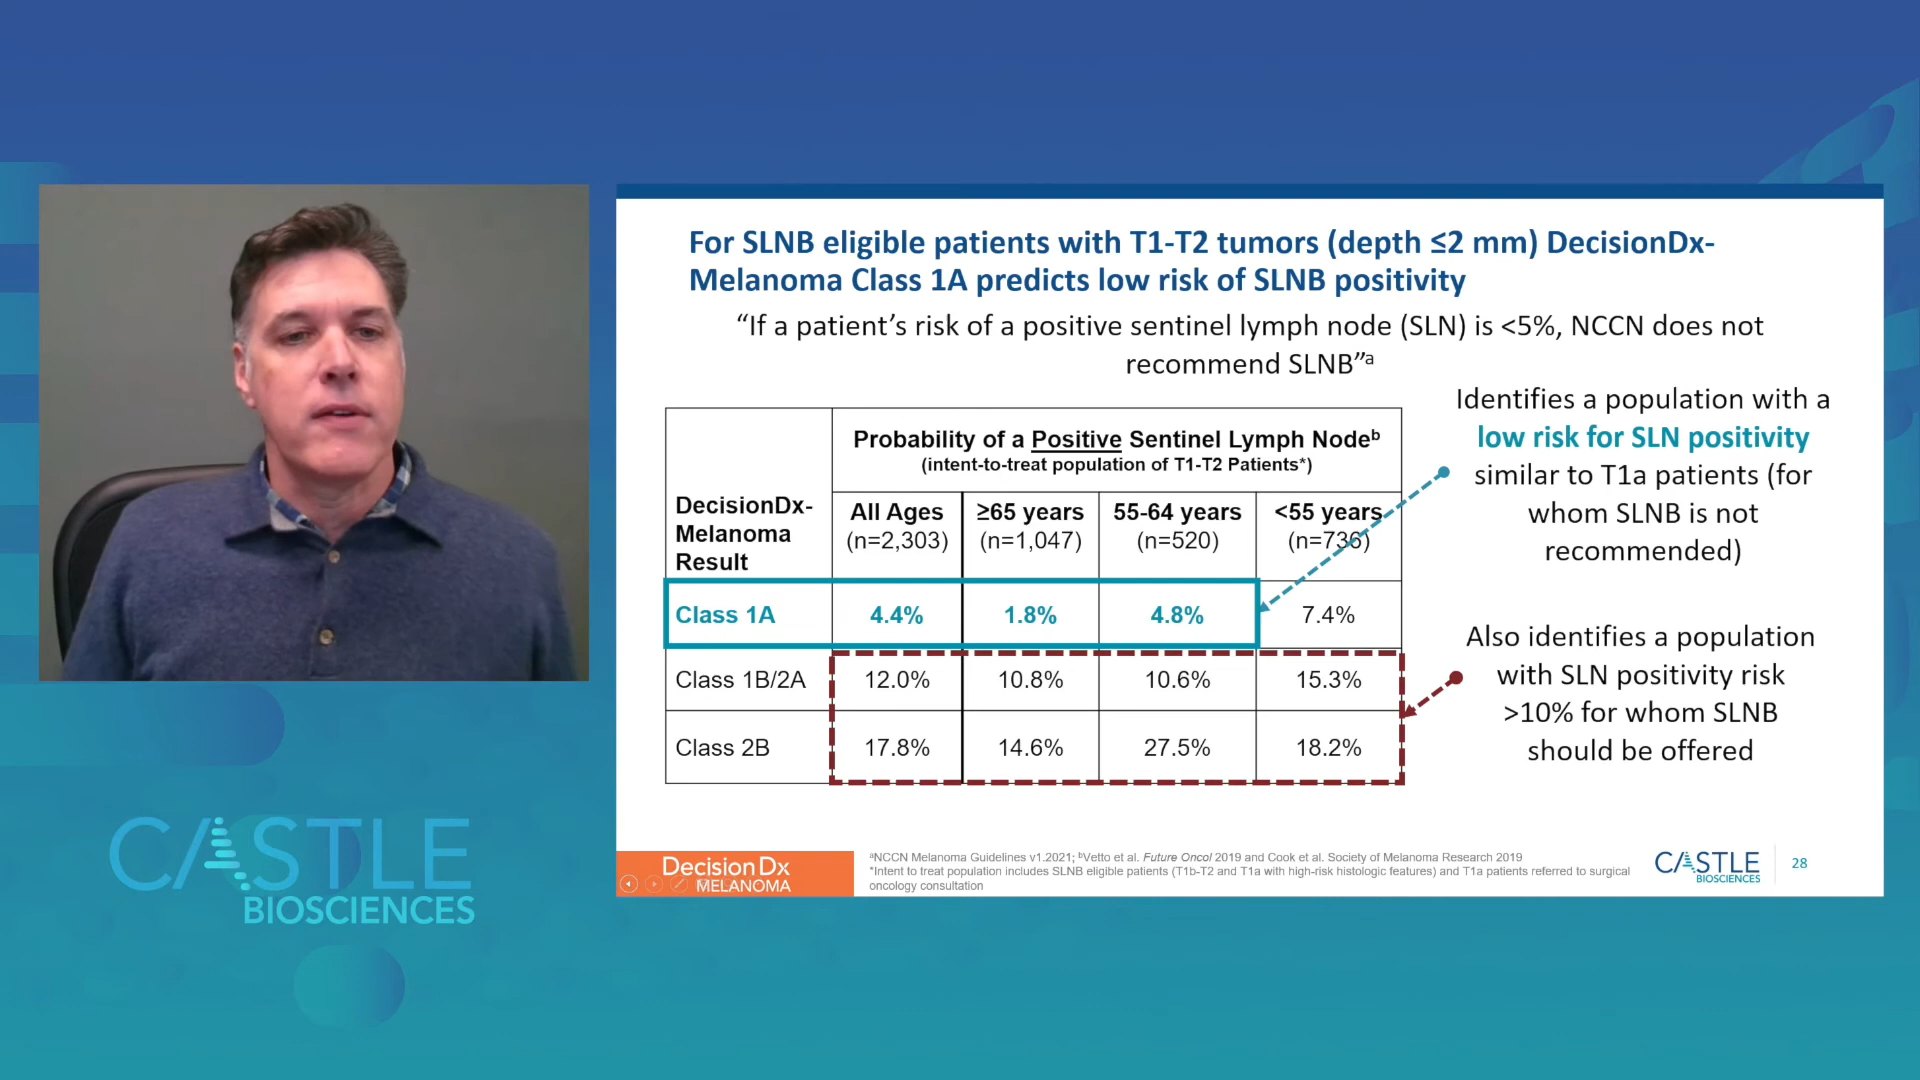 For SLNB eligible patients with T1-T2 tumors (depth ≤2 mm) DecisionDx-
Melanoma Class 1A predicts low risk of SLNB positivity
“If a patient’s risk of a positive sentinel lymph node (SLN) is <5%, NCCN does not
recommend SLNB”a
DecisionDx-
Melanoma
Result
Probability of a Positive Sentinel Lymph Nodeb
(intent-to-treat population of T1-T2 Patients*)
All Ages ≥65 years 55-64 years <55 years
(n=2,303) (n=1,047) (n=520) (n=736)
Class 1A 4.4% 1.8% 4.8% 7.4%
Class 1B/2A 12.0% 10.8% 10.6% 15.3%
Class 2B 17.8% 14.6% 27.5% 18.2%
Identifies a population with a
low risk for SLN positivity
similar to T1a patients (for
whom SLNB is not
recommended)
Also identifies a population
with SLN positivity risk
>10% for whom SLNB
should be offered
DecisionDx
MELANOMA
aNCCN Melanoma Guidelines v1.2021; bVetto et al. Future Oncol 2019 and Cook et al. Society of Melanoma Research 2019
*Intent to treat population includes SLNB eligible patients (T1b-T2 and T1a with high-risk histologic features) and T1a patients referred to surgical
oncology consultation
CASTLE
BIOSCIENCES
28
CASTLE
BIOSCIENCES